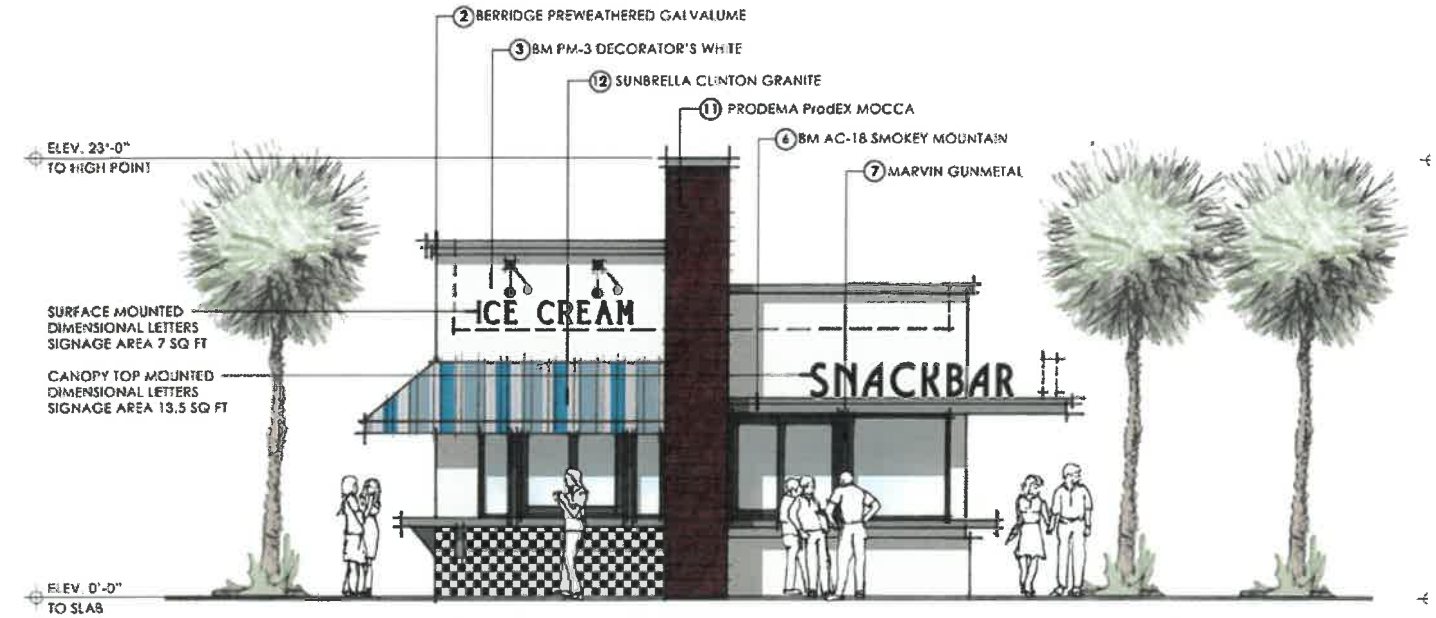 2 BERRIDGE PREWEATHERED GALVALUME
3 BM PM-3 DECORATOR'S WHITE
12 SUNBRELLA CLINTON GRANITE
11 PRODEMA ProdEX MOCCA
6 BM AC-18 SMOKEY MOUNTAIN
7 MARVIN GUNMETAL
ELEV. 23'-0"
TO HIGH POINT
SURFACE MOUNTED
DIMENSIONAL LETTERS
SIGNAGE AREA 7 SQ FT
ICE CREAM
CANOPY TOP MOUNTED
DIMENSIONAL LETTERS
SIGNAGE AREA 13.5 SQ FT
SNACKBAR
ELEV. 0'-0"
TO SLAB